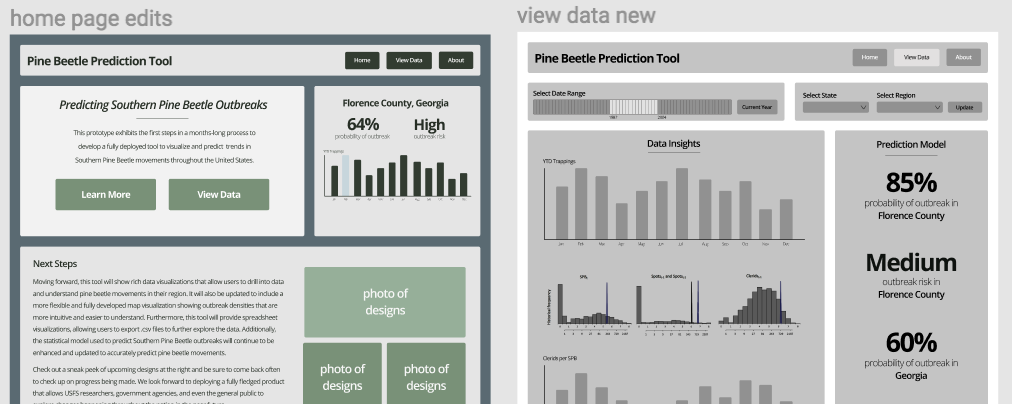 home page edits
Pine Beetle Prediction Tool
Home
View Data
About
Predicting Southern Pine Beetle Outbreaks
This prototype exhibits the first steps in a months-long process to
develop a fully deployed tool to visualize and predict trends in
Southern Pine Beetle movements throughout the United States.
Learn More
View Data
Florence County, Georgia
64%
probability of outbreak
High
outbreak risk
YTD Trappings
Next Steps
Moving forward, this tool will show rich data visualizations that allow users to drill into data
and understand pine beetle movements in their region. It will also be updated to include a
more flexible and fully developed map visualization showing outbreak densities that are
more intuitive and easier to understand. Furthermore, this tool will provide spreadsheet
visualizations, allowing users to export .csv files to further explore the data. Additionally,
the statistical model used to predict Southern Pine Beetle outbreaks will continue to be
enhanced and updated to accurately predict pine beetle movements.
Check out a sneak peek of upcoming designs at the right and be sure to come back often
to check up on progress being made. We look forward to deploying a fully fledged product
that allows USFS researchers, government agencies, and even the general public to
photo of
designs
photo of
designs
photo of
designs
view data new
Pine Beetle Prediction Tool
Home
View Data
About
Select Date Range
1987
2004
Current Year
Select State
Select Region
Update
Data Insights
YTD Trappings
Jan
Feb
Mar
Apr
May
Jun
Jul
Aug
Sep
Oct
Nov
Dec
Historical frequency
Clerids per SPB
Prediction Model
85%
probability of outbreak in
Florence County
Medium
outbreak risk in
Florence County
60%
probability of outbreak in
Georgia